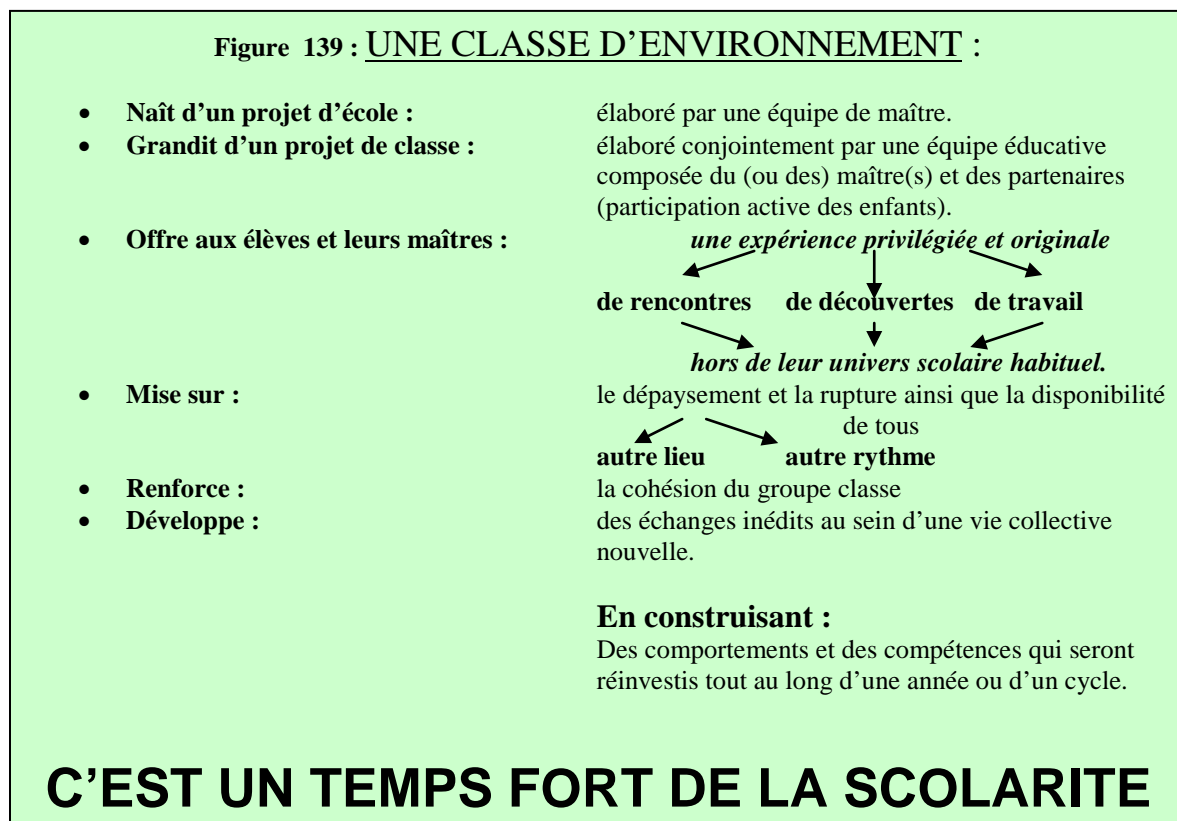 Figure 139 : UNE CLASSE D’ENVIRONNEMENT :
• Naît d’un projet d’école : élaboré par une équipe de maître.
• Grandit d’un projet de classe : élaboré conjointement par une équipe éducative
composée du (ou des) maître(s) et des partenaires
(participation active des enfants).
• Offre aux élèves et leurs maîtres : une expérience privilégiée et originale
de rencontres de découvertes de travail
hors de leur univers scolaire habituel.
• Mise sur : le dépaysement et la rupture ainsi que la disponibilité
de tous
autre lieu autre rythme
• Renforce : la cohésion du groupe classe
• Développe : des échanges inédits au sein d’une vie collective
nouvelle.
En construisant :
Des comportements et des compétences qui seront
réinvestis tout au long d’une année ou d’un cycle.
C’EST UN TEMPS FORT DE LA SCOLARITE